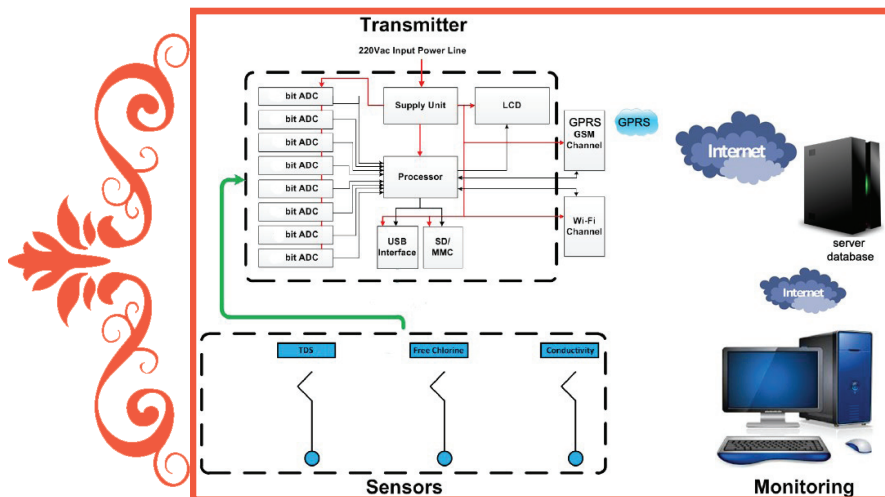 Transmitter
220Vac Input Power Line
bit ADC
bit ADC
bit ADC
bit ADC
bit ADC
bit ADC
bit ADC
bit ADC
Supply Unit
LCD
Processor
USB
Interface
SD/
MMC
GPRS
GSM
Channel
GPRS
Wi-Fi
Channel
Internet
server
database
Internet
TDS
Free Chlorine
Conductivity
Sensors
Monitoring